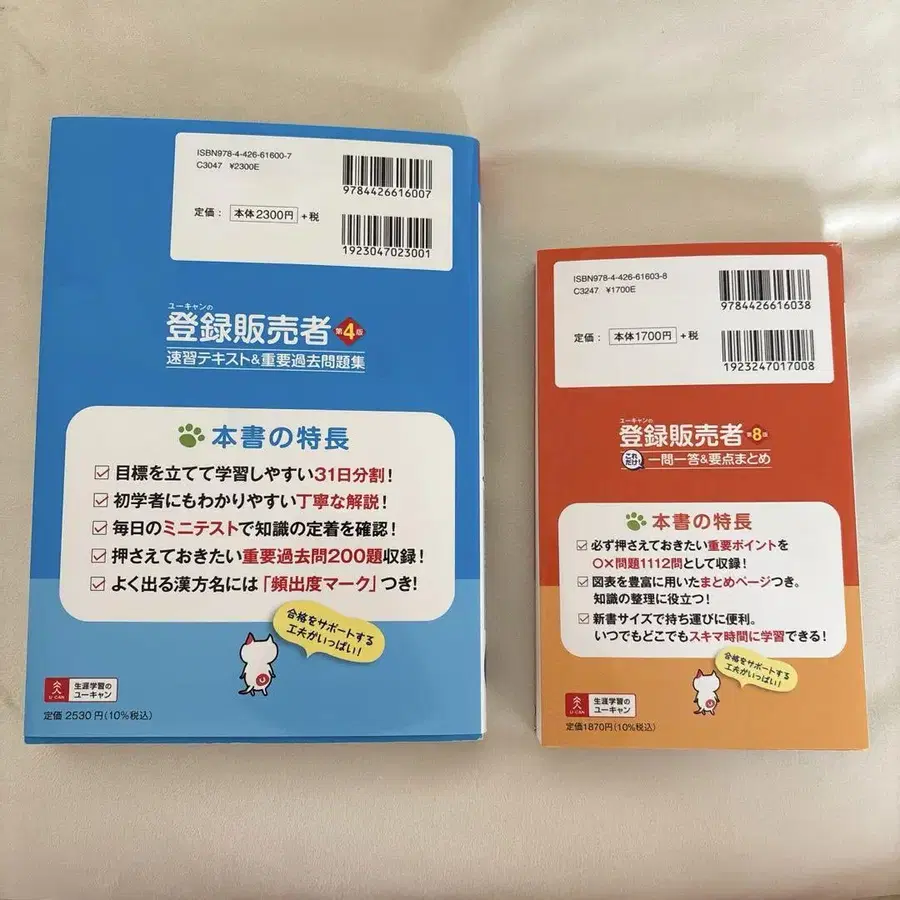 ISBN978-4-426-61600-7
C3047 ¥2300E
9784426616007
定価： 本体2300円 +税
1923047023001
ユーキャンの
登録販売者 第4版
速習テキスト&重要過去問題集
本書の特長
目標を立てて学習しやすい31日分割！
初学者にもわかりやすい丁寧な解説！
毎日のミニテストで知識の定着を確認！
押さえておきたい重要過去問200題収録！
よく出る漢方名には「頻出度マーク」つき！
合格をサポートする
工夫がいっぱい！
U-CAN
生涯学習の
ユーキャン
定価 2530円（10%税込）
ISBN978-4-426-61603-8
C3247 ¥1700E
9784426616038
定価： 本体1700円 +税
1923247017008
ユーキャンの
登録販売者 第8版
これだけ！ 一問一答&要点まとめ
本書の特長
必ず押さえておきたい重要ポイントを
〇×問題1112問として収録！
図表を豊富に用いたまとめページつき。
知識の整理に役立つ！
新書サイズで持ち運びに便利。
いつでもどこでもスキマ時間に学習できる！
合格をサポートする
工夫がいっぱい！
U-CAN
生涯学習の
ユーキャン
定価1870円（10%税込）